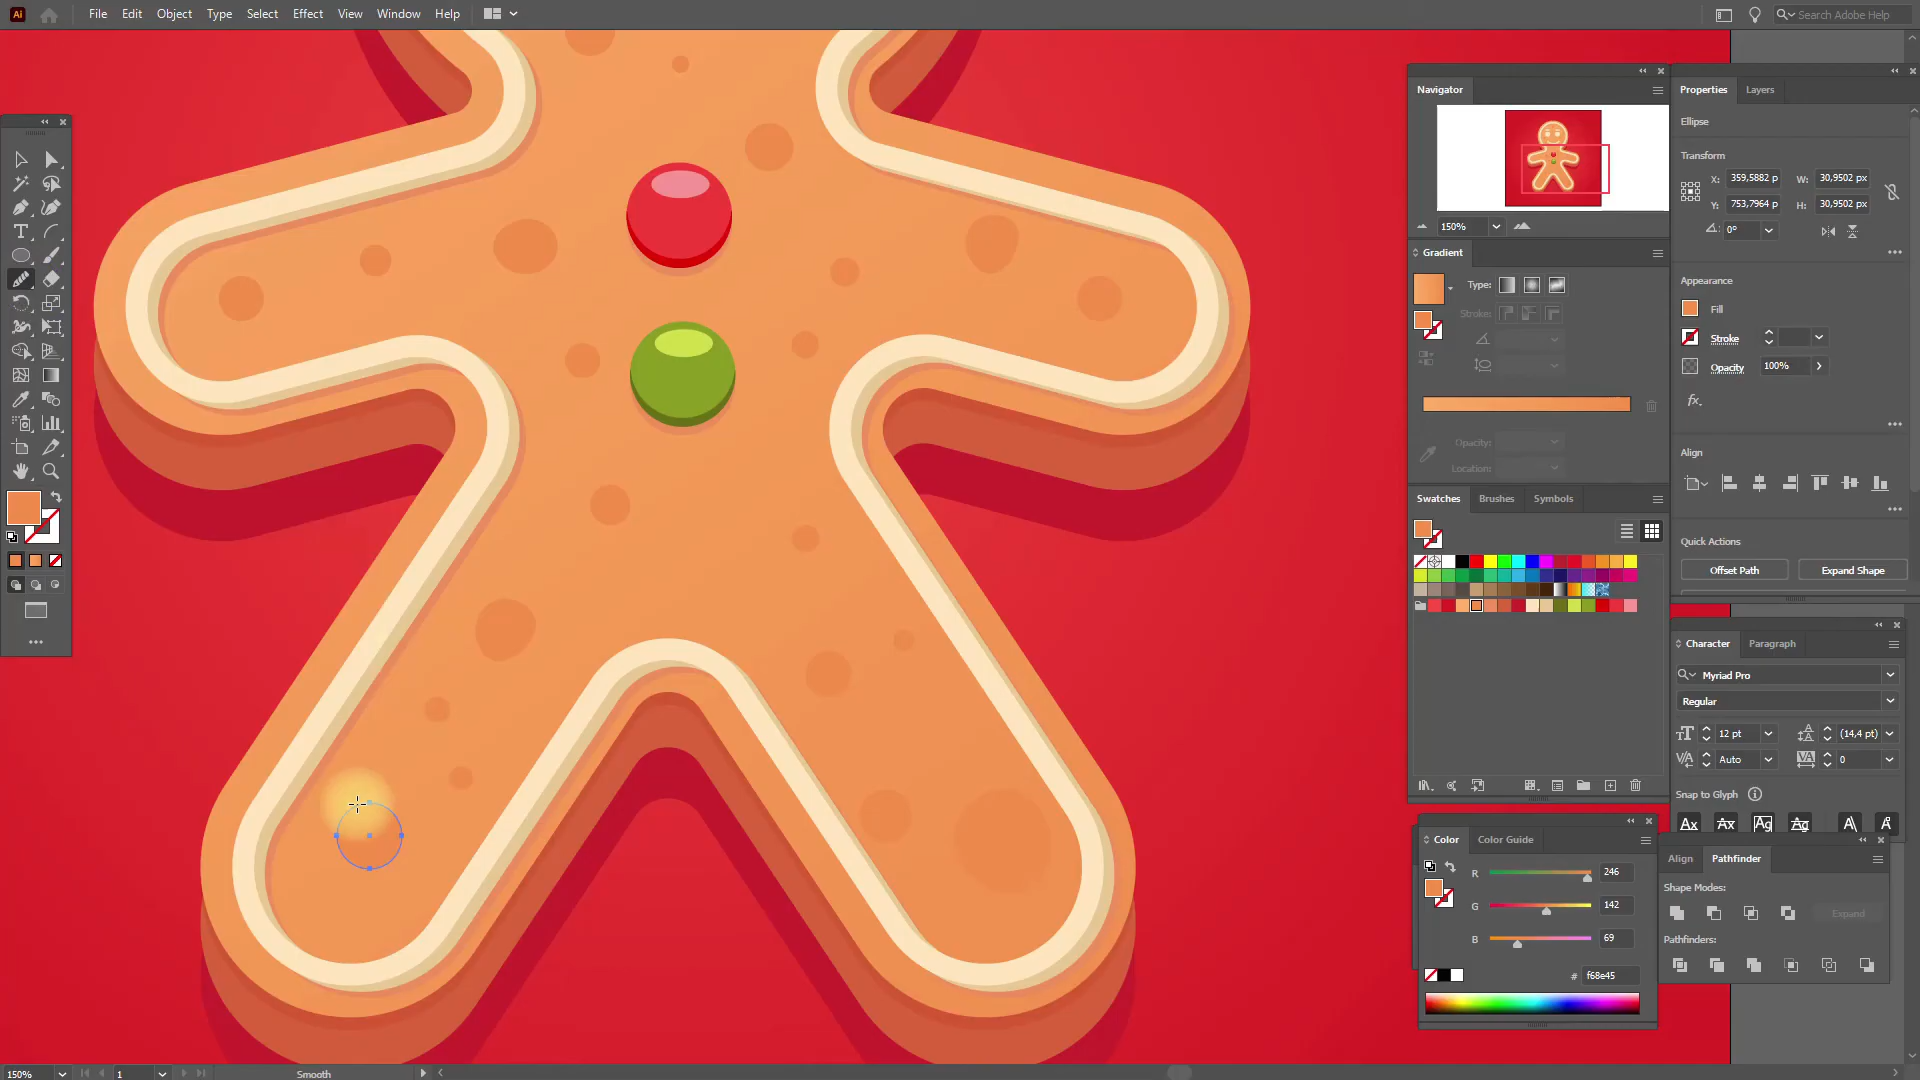 Ai File Edit Object Type Select Effect View Window Help Search Adobe Help
Navigator
150%
Gradient
Type:
Stroke:
Opacity:
Location:
Swatches Brushes Symbols
Color Color Guide
R 246
G 142
B 69
# f68e45
Properties Layers
Ellipse
Transform
X: 359,5882 p W: 30,9502 px
Y: 753,7964 p H: 30,9502 px
0°
Appearance
Fill
Stroke
Opacity 100%
fx.
Align
Quick Actions
Offset Path Expand Shape
Character Paragraph
Myriad Pro
Regular
12 pt (14,4 pt)
Auto 0
Snap to Glyph
Ax Ax Ag Ag A A
Align Pathfinder
Shape Modes:
Expand
Pathfinders:
150% 1 Smooth